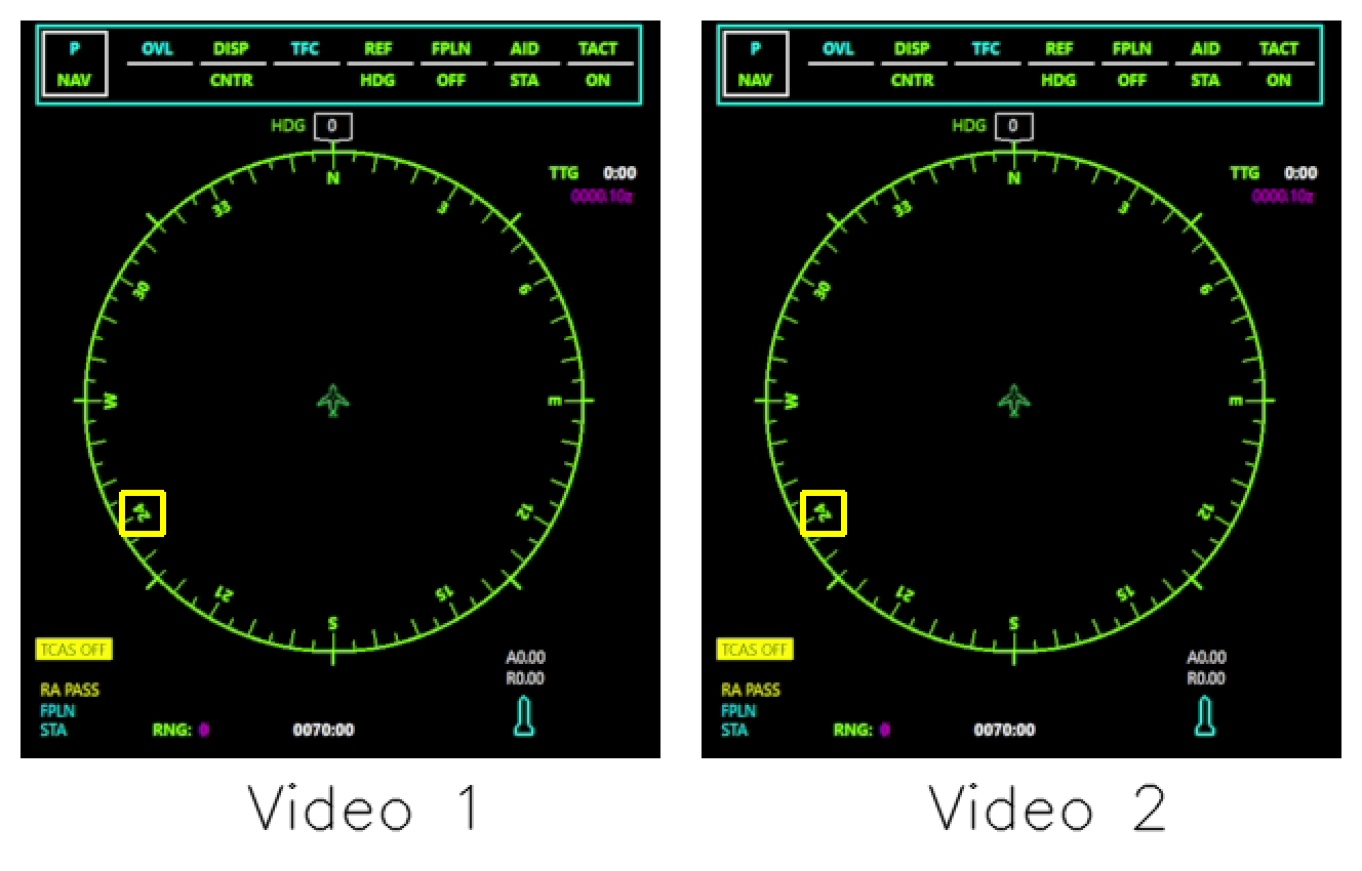 P OVL DISP TFC REF FPLN AID TACT
NAV CNTR HDG OFF STA ON
HDG 0
TTG 0:00
0000.10z
N
33
3
30
6
W
E
24
12
21
15
S
TCAS OFF
A0.00
R0.00
RA PASS
FPLN
STA
RNG: 0 0070:00
P OVL DISP TFC REF FPLN AID TACT
NAV CNTR HDG OFF STA ON
HDG 0
TTG 0:00
0000.10z
N
33
3
30
6
W
E
24
12
21
15
S
TCAS OFF
A0.00
R0.00
RA PASS
FPLN
STA
RNG: 0 0070:00
Video 1
Video 2